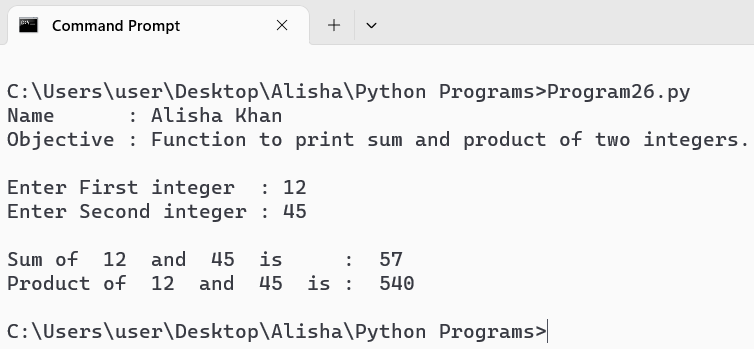 Command Prompt
C:\Users\user\Desktop\Alisha\Python Programs>Program26.py
Name      : Alisha Khan
Objective : Function to print sum and product of two integers.
Enter First integer  : 12
Enter Second integer : 45
Sum of  12  and  45  is     :  57
Product of  12  and  45  is :  540
C:\Users\user\Desktop\Alisha\Python Programs>